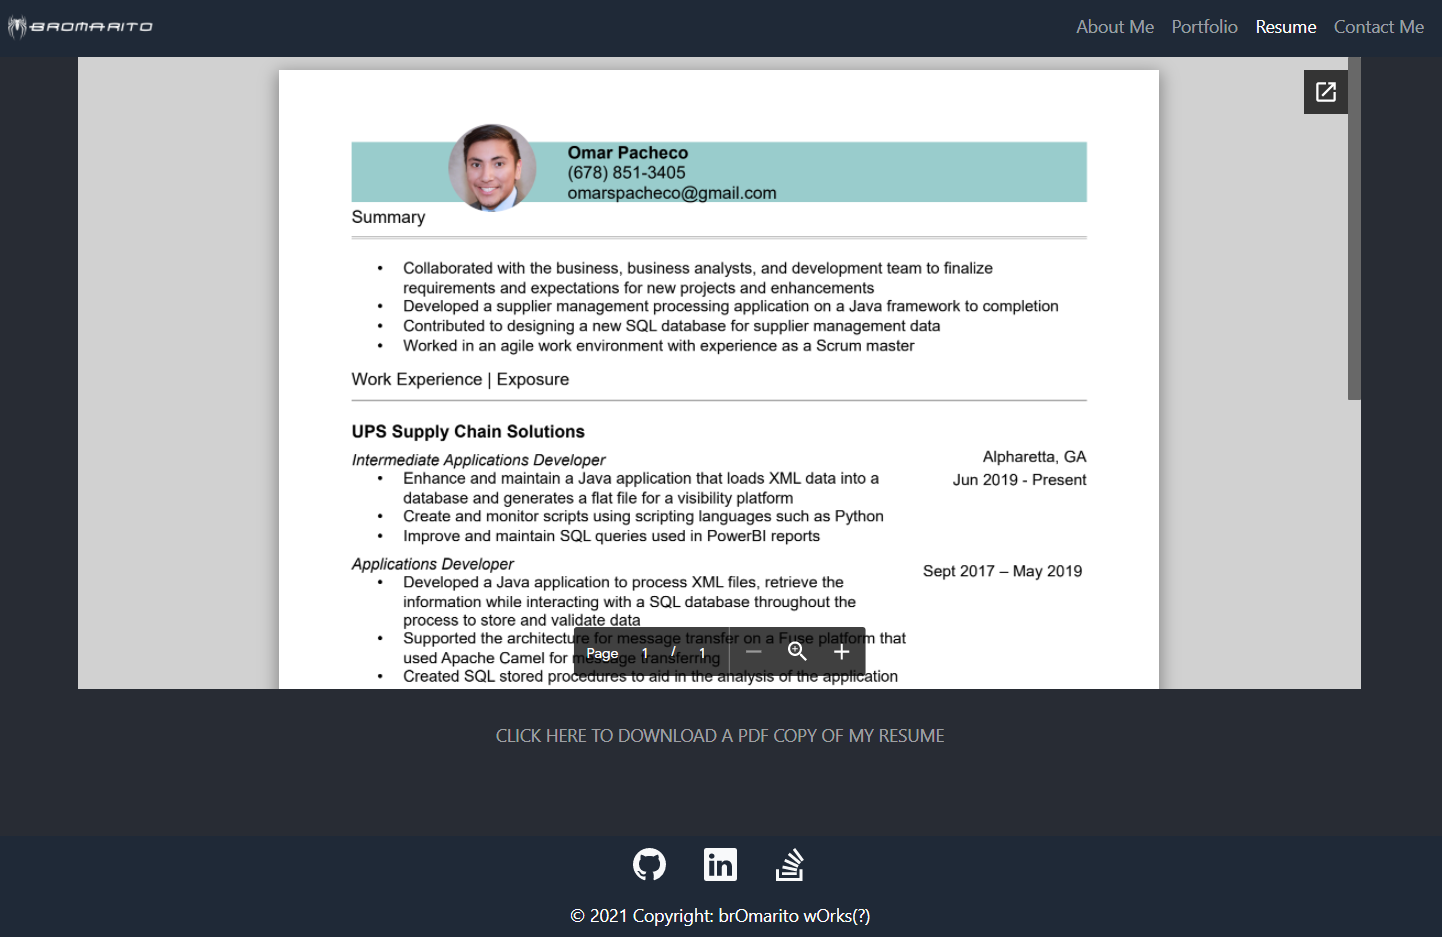 BROMARITO
About Me Portfolio Resume Contact Me
Omar Pacheco
(678) 851-3405
omarspacheco@gmail.com
Summary
• Collaborated with the business, business analysts, and development team to finalize
requirements and expectations for new projects and enhancements
• Developed a supplier management processing application on a Java framework to completion
• Contributed to designing a new SQL database for supplier management data
• Worked in an agile work environment with experience as a Scrum master
Work Experience | Exposure
UPS Supply Chain Solutions
Alpharetta, GA
Intermediate Applications Developer
Jun 2019 - Present
• Enhance and maintain a Java application that loads XML data into a
database and generates a flat file for a visibility platform
• Create and monitor scripts using scripting languages such as Python
• Improve and maintain SQL queries used in PowerBI reports
Applications Developer
Sept 2017 – May 2019
• Developed a Java application to process XML files, retrieve the
information while interacting with a SQL database throughout the
process to store and validate data
• Supported the architecture for message transfer on a Fuse platform that
used Apache Camel for message transferring
• Created SQL stored procedures to aid in the analysis of the application
Page 1 / 1
CLICK HERE TO DOWNLOAD A PDF COPY OF MY RESUME
© 2021 Copyright: brOmarito wOrks(?)